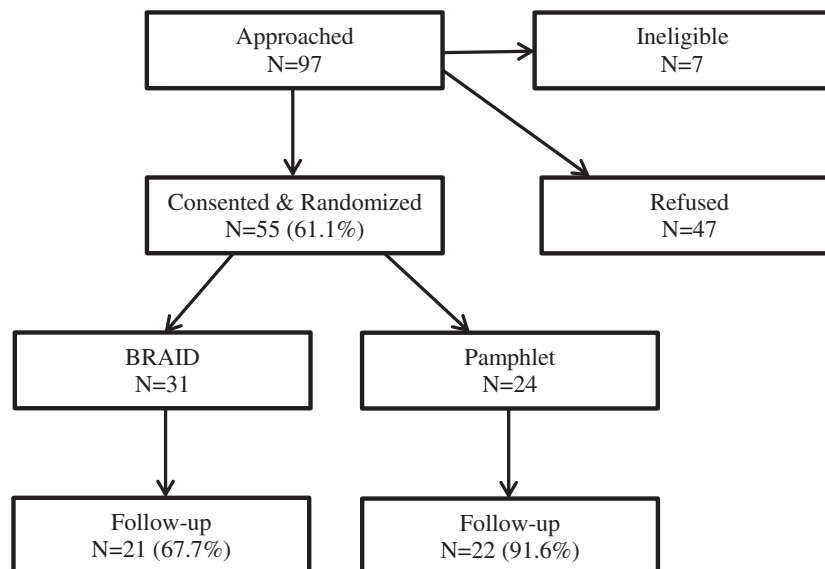 Approached
N=97
Ineligible
N=7
Consented & Randomized
N=55 (61.1%)
Refused
N=47
BRAID
N=31
Pamphlet
N=24
Follow-up
N=21 (67.7%)
Follow-up
N=22 (91.6%)